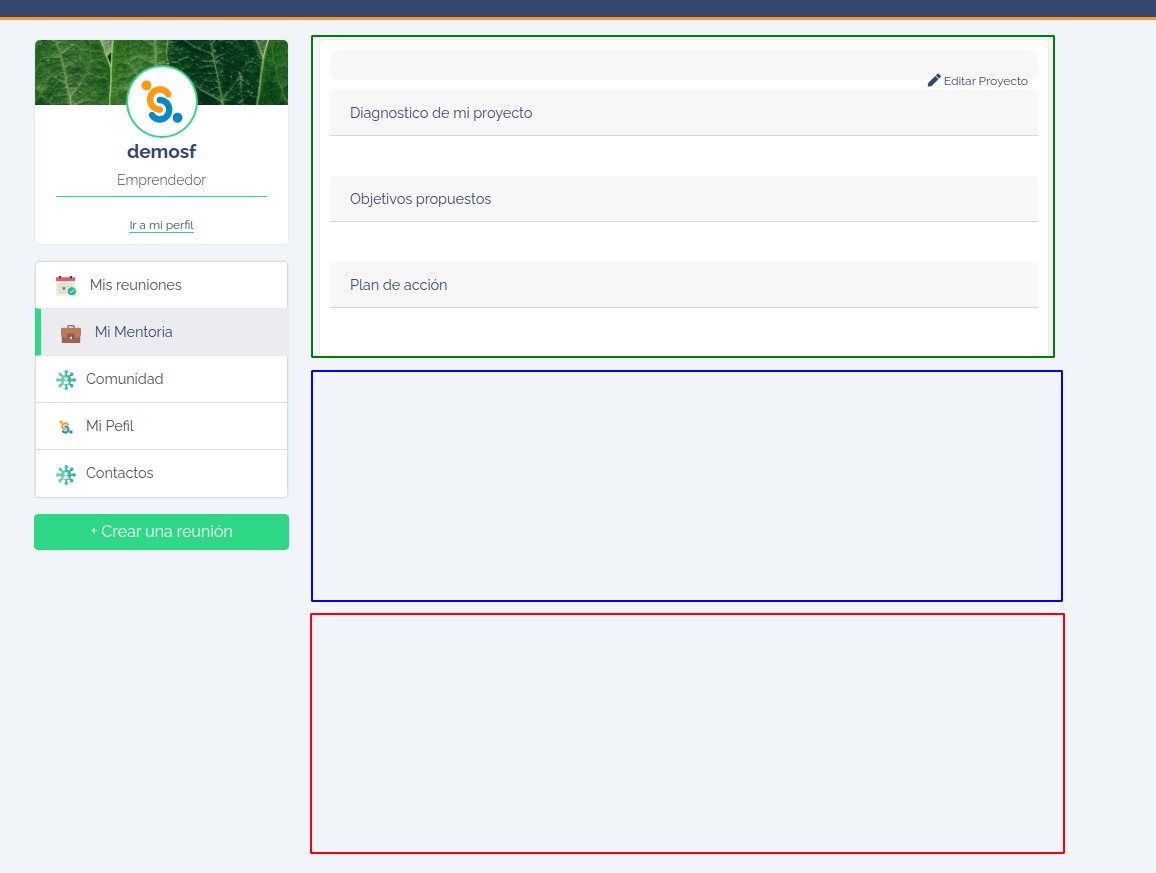 demosf
Emprendedor
Ir a mi perfil
Mis reuniones
Mi Mentoria
Comunidad
Mi Pefil
Contactos
+ Crear una reunión
Editar Proyecto
Diagnostico de mi proyecto
Objetivos propuestos
Plan de acción